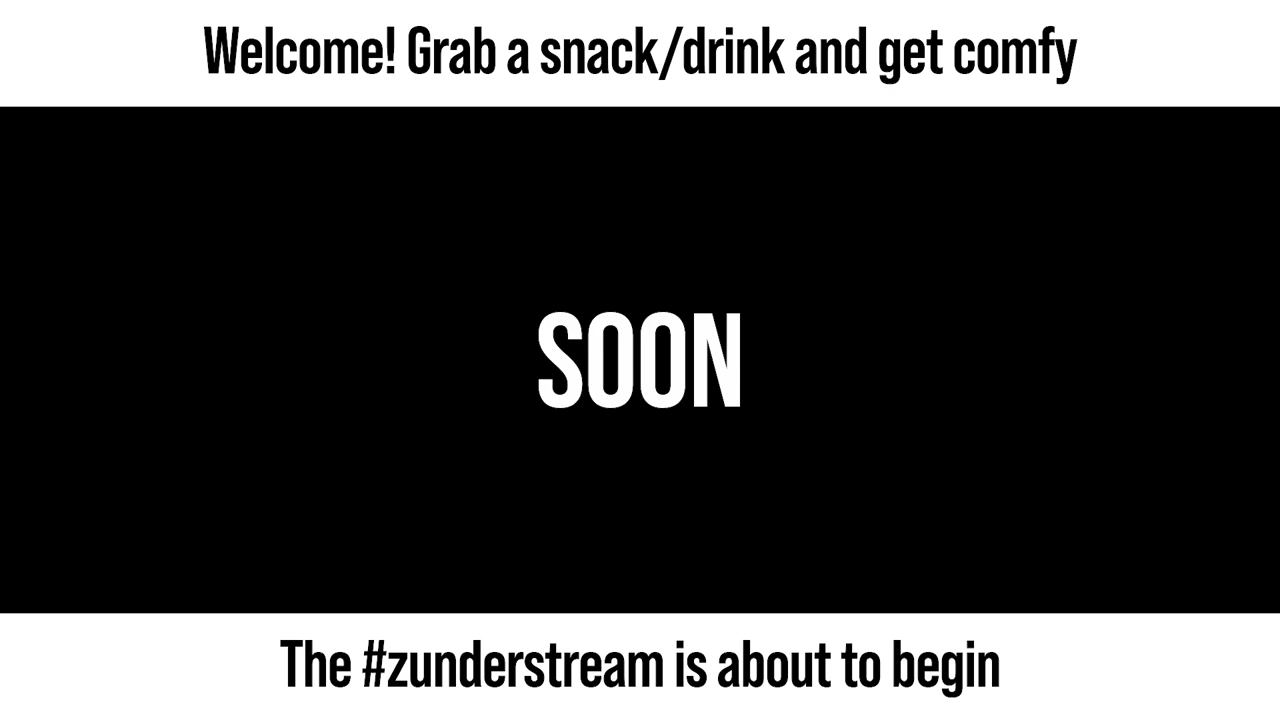 Welcome! Grab a snack/drink and get comfy
SOON
The #zunderstream is about to begin